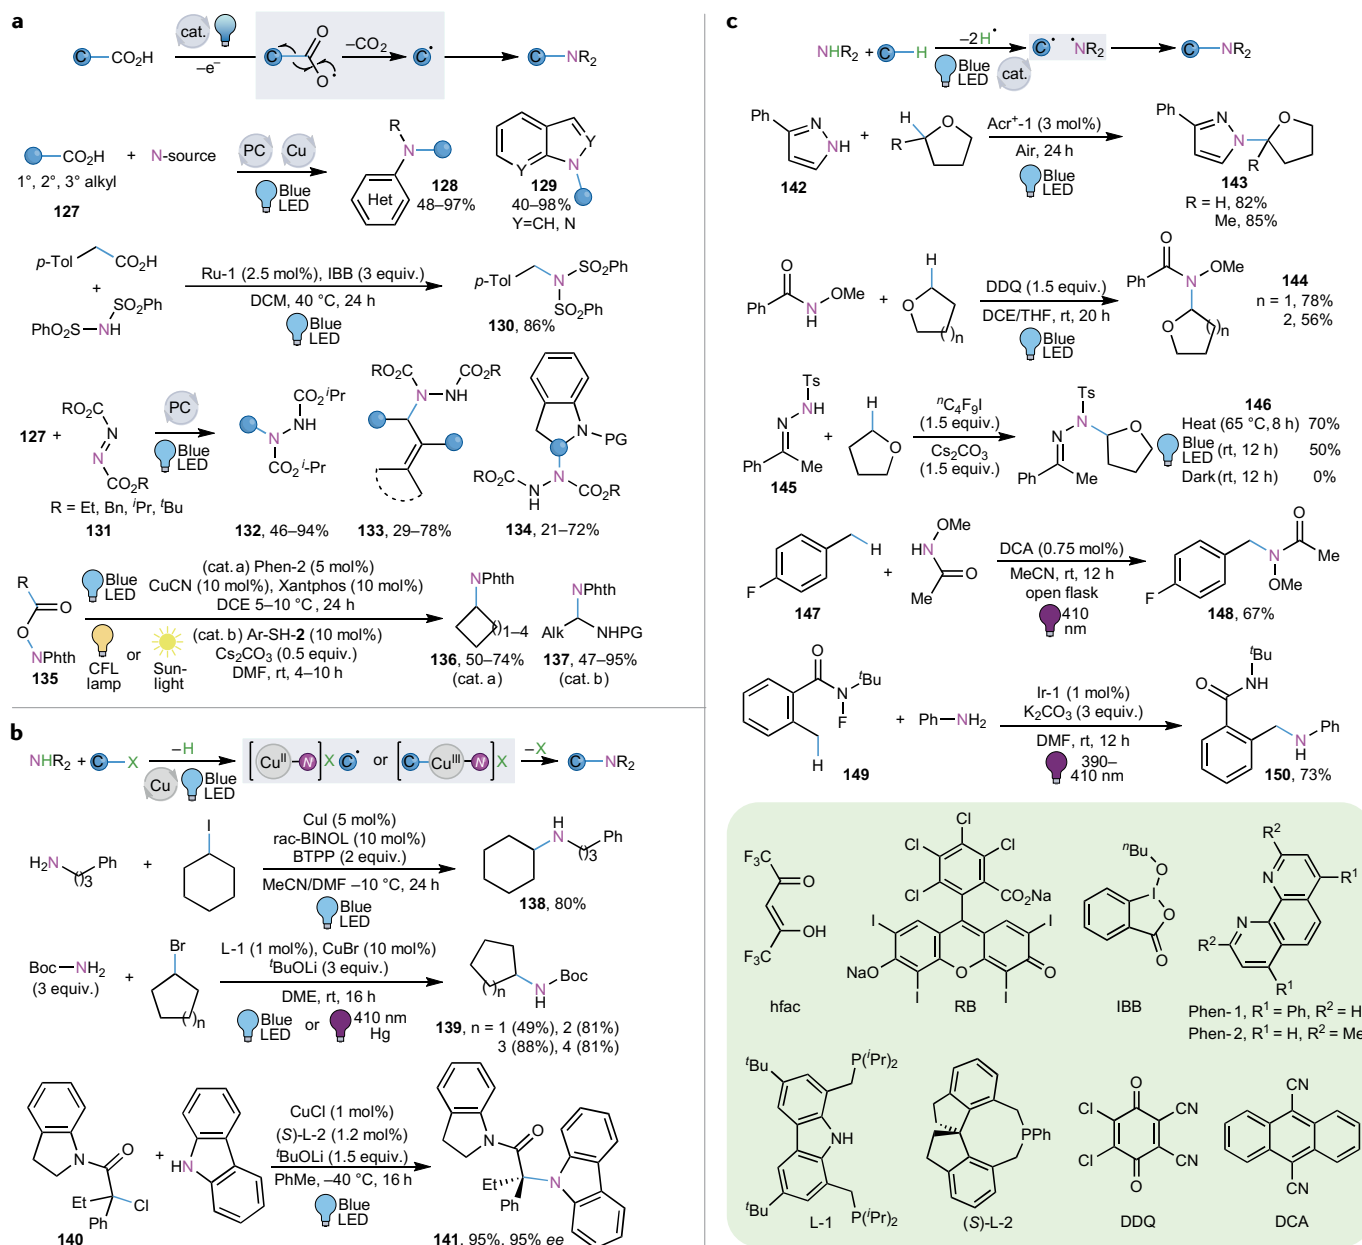 a
C CO₂H
cat.
–e⁻
C O O•
–CO₂
C•
C NR₂
CO₂H + N-source
1°, 2°, 3° alkyl
127
PC Cu
Blue LED
R
N
Het
128
48–97%
Y
Y N
129
40–98%
Y=CH, N
p-Tol CO₂H
+
PhO₂S N H SO₂Ph
Ru-1 (2.5 mol%), IBB (3 equiv.)
DCM, 40 °C, 24 h
Blue LED
p-Tol N SO₂Ph
SO₂Ph
130, 86%
127 +
RO₂C
N
N
CO₂R
R = Et, Bn, ⁱPr, ᵗBu
131
PC
Blue LED
CO₂ⁱPr
N NH
CO₂ⁱ⁻Pr
132, 46–94%
RO₂C CO₂R
N NH
133, 29–78%
N PG
RO₂C N N H CO₂R
134, 21–72%
R
O
O
NPhth
135
Blue LED
(cat. a) Phen-2 (5 mol%)
CuCN (10 mol%), Xantphos (10 mol%)
DCE 5–10 °C, 24 h
CFL lamp
or
Sun-
light
(cat. b) Ar-SH-2 (10 mol%)
Cs₂CO₃ (0.5 equiv.)
DMF, rt, 4–10 h
NPhth
( )1–4
136, 50–74%
(cat. a)
NPhth
Alk NHPG
137, 47–95%
(cat. b)
b
NHR₂ + C X
–H
Cu
Blue LED
[Cuᴵᴵ N] X C• or [C Cuᴵᴵᴵ N] X
–X
C NR₂
H₂N ( )3 Ph
+
I
CuI (5 mol%)
rac-BINOL (10 mol%)
BTPP (2 equiv.)
MeCN/DMF –10 °C, 24 h
Blue LED
H N ( )3 Ph
138, 80%
Boc NH₂
(3 equiv.)
+
Br
( )n
L-1 (1 mol%), CuBr (10 mol%)
ᵗBuOLi (3 equiv.)
DME, rt, 16 h
Blue LED
or
410 nm
Hg
( )n N H Boc
139, n = 1 (49%), 2 (81%)
3 (88%), 4 (81%)
N O
Et Cl
Ph
140
+
HN
CuCl (1 mol%)
(S)-L-2 (1.2 mol%)
ᵗBuOLi (1.5 equiv.)
PhMe, –40 °C, 16 h
Blue LED
N O
Et N
Ph
141, 95%, 95% ee
c
NHR₂ + C H
–2H•
Blue LED
cat.
C• •NR₂
C NR₂
Ph
N
NH
142
+
H O
R
Acr⁺-1 (3 mol%)
Air, 24 h
Blue LED
Ph
N
N O
R
143
R = H, 82%
Me, 85%
O
Ph N H OMe
+
H
O
( )n
DDQ (1.5 equiv.)
DCE/THF, rt, 20 h
Blue LED
O
Ph N OMe
O ( )n
144
n = 1, 78%
2, 56%
Ts
NH
N
Ph Me
145
+
H
O
ⁿC₄F₉I
(1.5 equiv.)
Cs₂CO₃
(1.5 equiv.)
Ts
N
N O
Ph Me
146
Heat (65 °C, 8 h) 70%
Blue LED (rt, 12 h) 50%
Dark (rt, 12 h) 0%
F H
147
+
OMe
HN
O
Me
DCA (0.75 mol%)
MeCN, rt, 12 h
open flask
410 nm
F
O
N Me
OMe
148, 67%
O
N ᵗBu
F
H
149
+
Ph NH₂
Ir-1 (1 mol%)
K₂CO₃ (3 equiv.)
DMF, rt, 12 h
390–
410 nm
ᵗBu
NH
O
N H Ph
150, 73%
F₃C
O
OH
F₃C
hfac
Cl
Cl Cl
Cl
CO₂Na
I I
NaO O O
I I
RB
ⁿBu
O
I
O
O
IBB
R²
N R¹
N
R²
R¹
Phen-1, R¹ = Ph, R² = H
Phen-2, R¹ = H, R² = Me
ᵗBu
P(ⁱPr)₂
NH
ᵗBu
P(ⁱPr)₂
L-1
PPh
(S)-L-2
O
Cl CN
Cl CN
O
DDQ
CN
CN
DCA